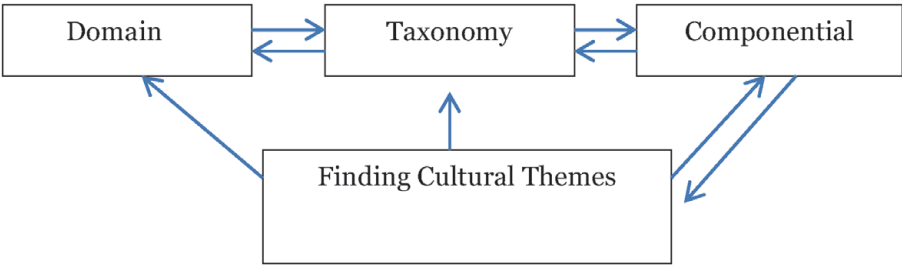 Domain
Taxonomy
Componential
Finding Cultural Themes